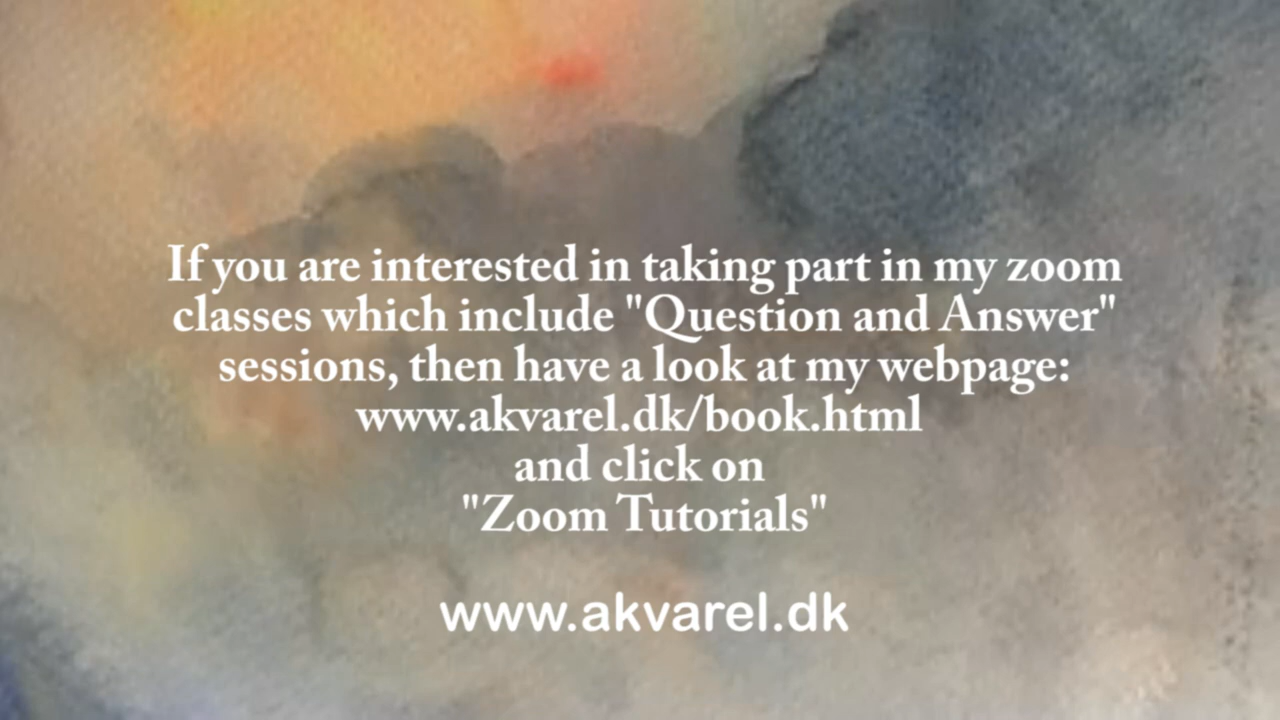 If you are interested in taking part in my zoom
classes which include "Question and Answer"
sessions, then have a look at my webpage:
www.akvarel.dk/book.html
and click on
"Zoom Tutorials"
www.akvarel.dk